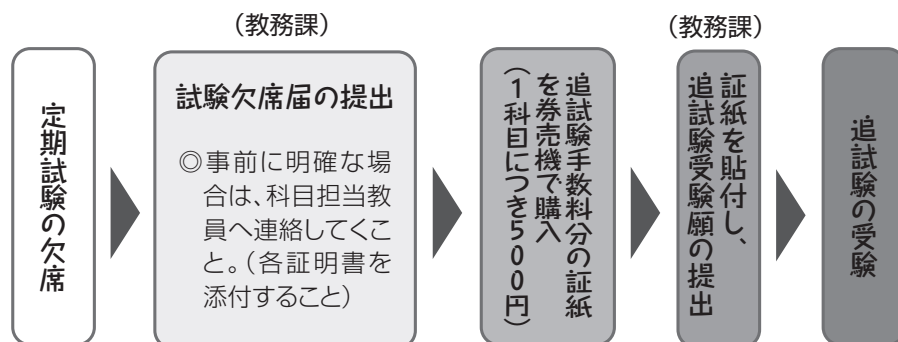 定期試験の欠席
（教務課）
試験欠席届の提出
◎事前に明確な場
合は、科目担当教
員へ連絡してくこ
と。（各証明書を
添付すること）
追試験手数料分の証紙
を券売機で購入
（１科目につき５００円）
（教務課）
証紙を貼付し、
追試験受験願の提出
追試験の受験